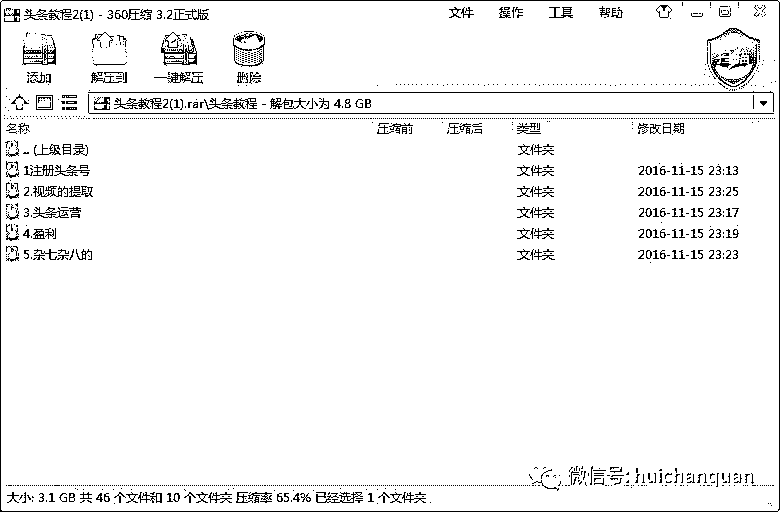 头条教程2(1) - 360压缩 3.2正式版
文件 操作 工具 帮助
添加 解压到 一键解压 删除
头条教程2(1).rar\头条教程 - 解包大小为 4.8 GB
名称 压缩前 压缩后 类型 修改日期
.. (上级目录) 文件夹
1注册头条号 文件夹 2016-11-15 23:13
2.视频的提取 文件夹 2016-11-15 23:25
3.头条运营 文件夹 2016-11-15 23:17
4.盈利 文件夹 2016-11-15 23:19
5.杂七杂八的 文件夹 2016-11-15 23:23
微信号: huichanquan
大小: 3.1 GB 共 46 个文件和 10 个文件夹 压缩率 65.4% 已经选择 1 个文件夹